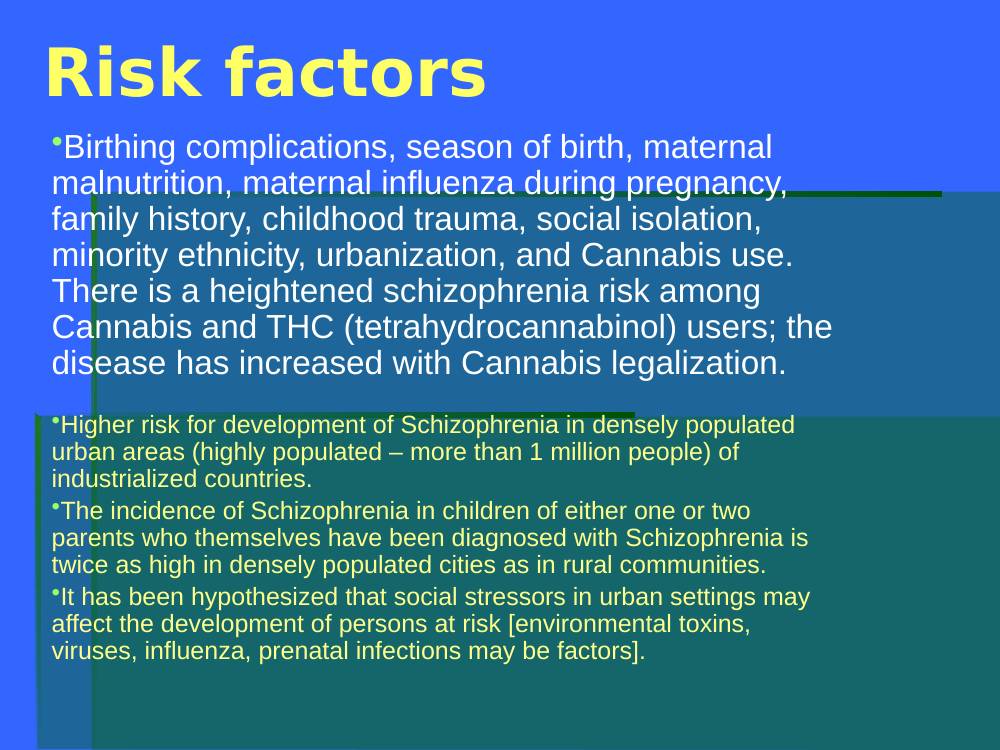 Risk factors
•Birthing complications, season of birth, maternal
malnutrition, maternal influenza during pregnancy,
family history, childhood trauma, social isolation,
minority ethnicity, urbanization, and Cannabis use.
There is a heightened schizophrenia risk among
Cannabis and THC (tetrahydrocannabinol) users; the
disease has increased with Cannabis legalization.
•Higher risk for development of Schizophrenia in densely populated
urban areas (highly populated – more than 1 million people) of
industrialized countries.
•The incidence of Schizophrenia in children of either one or two
parents who themselves have been diagnosed with Schizophrenia is
twice as high in densely populated cities as in rural communities.
•It has been hypothesized that social stressors in urban settings may
affect the development of persons at risk [environmental toxins,
viruses, influenza, prenatal infections may be factors].